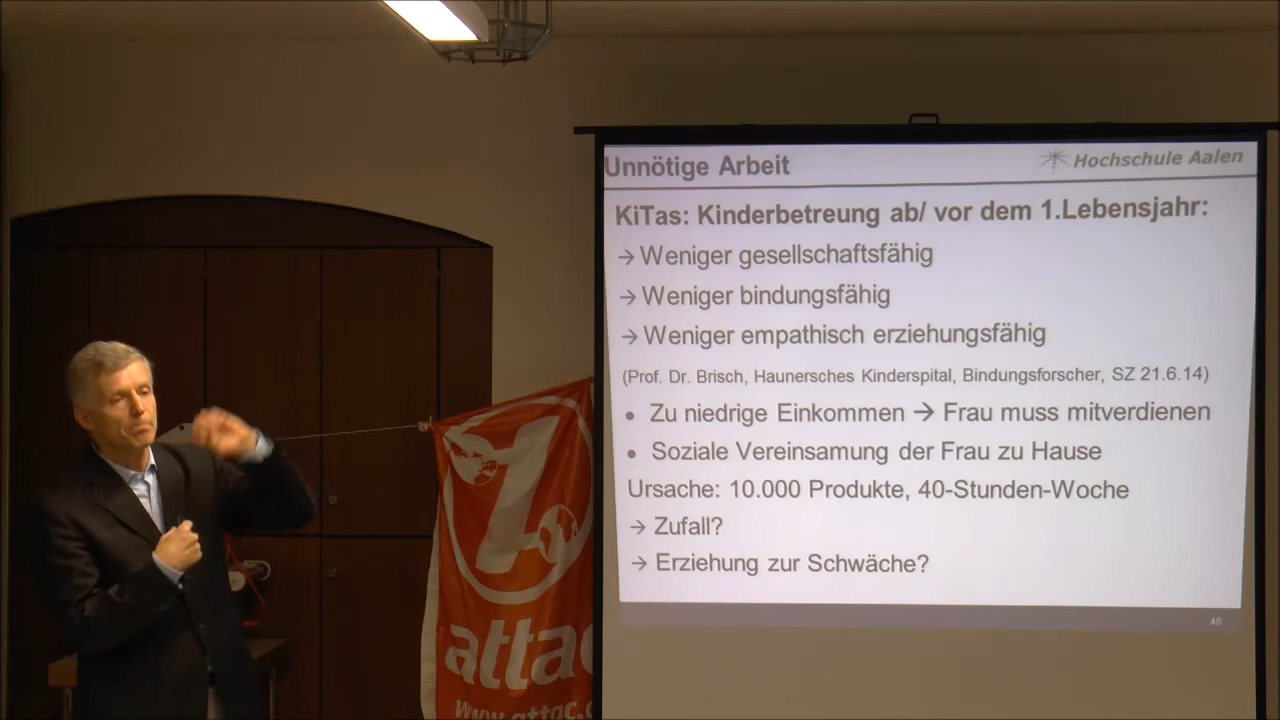 Unnötige Arbeit
Hochschule Aalen
KiTas: Kinderbetreung ab/ vor dem 1.Lebensjahr:
→ Weniger gesellschaftsfähig
→ Weniger bindungsfähig
→ Weniger empathisch erziehungsfähig
(Prof. Dr. Brisch, Haunersches Kinderspital, Bindungsforscher, SZ 21.6.14)
• Zu niedrige Einkommen → Frau muss mitverdienen
• Soziale Vereinsamung der Frau zu Hause
Ursache: 10.000 Produkte, 40-Stunden-Woche
→ Zufall?
→ Erziehung zur Schwäche?
48
attac
www.attac.